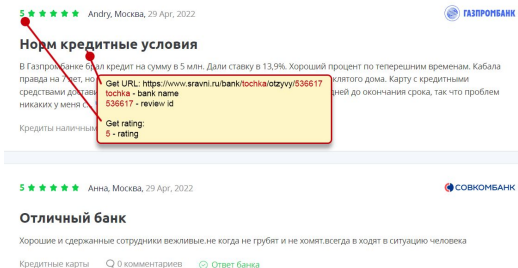 5 Andry, Москва, 29 Apr, 2022 ГАЗПРОМБАНК
Норм кредитные условия
В Газпромбанке брал кредит на сумму в 5 млн. Дали ставку в 13,9%. Хороший процент по теперешним временам. Кабала
правда на 7 лет, но клятого дома. Карту с кредитными
средствами достави дней до окончания срока, так что проблем
никаких у меня с
Get URL: https://www.sravni.ru/bank/tochka/otzyvy/536617
tochka - bank name
536617 - review id
Get rating:
5 - rating
Кредиты наличным
5 Анна, Москва, 29 Apr, 2022 СОВКОМБАНК
Отличный банк
Хорошие и сдержанные сотрудники вежливые.не когда не грубят и не хомят.всегда в ходят в ситуацию человека
Кредитные карты 0 комментариев Ответ банка